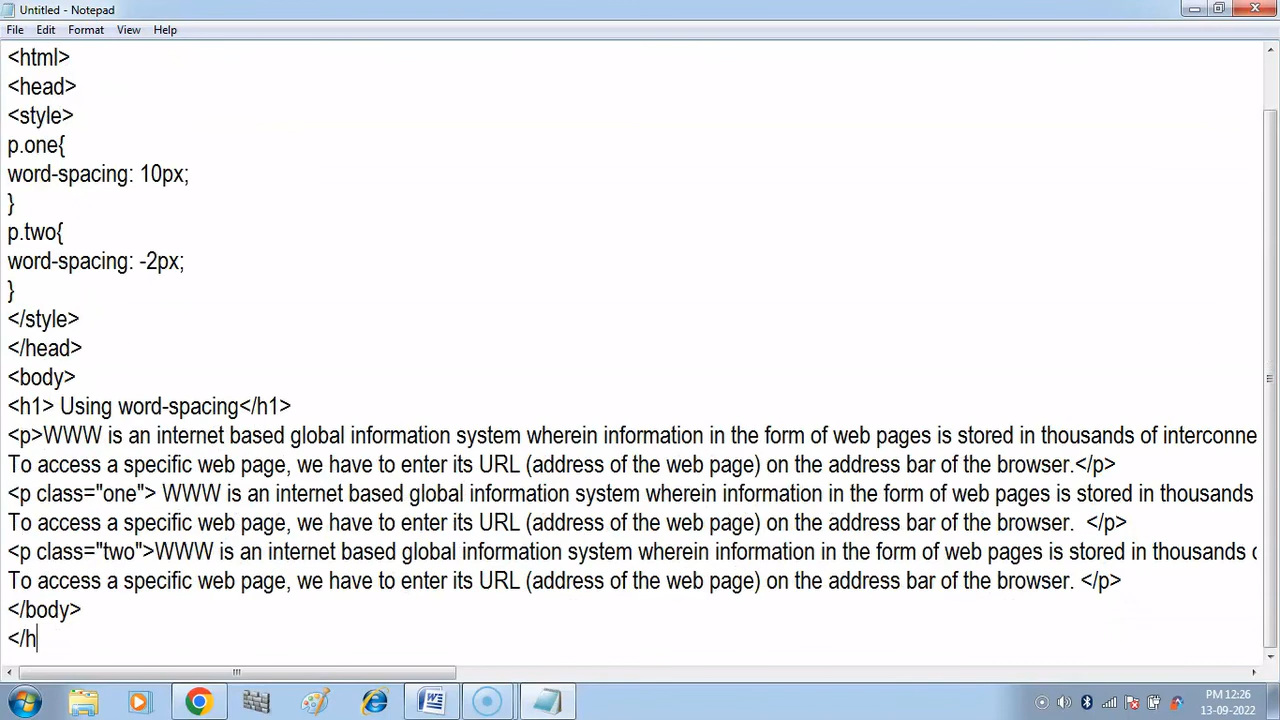 Untitled - Notepad
File Edit Format View Help
<html>
<head>
<style>
p.one{
word-spacing: 10px;
}
p.two{
word-spacing: -2px;
}
</style>
</head>
<body>
<h1> Using word-spacing</h1>
<p>WWW is an internet based global information system wherein information in the form of web pages is stored in thousands of interconne
To access a specific web page, we have to enter its URL (address of the web page) on the address bar of the browser.</p>
<p class="one"> WWW is an internet based global information system wherein information in the form of web pages is stored in thousands
To access a specific web page, we have to enter its URL (address of the web page) on the address bar of the browser.  </p>
<p class="two">WWW is an internet based global information system wherein information in the form of web pages is stored in thousands
To access a specific web page, we have to enter its URL (address of the web page) on the address bar of the browser. </p>
</body>
</h
PM 12:26
13-09-2022